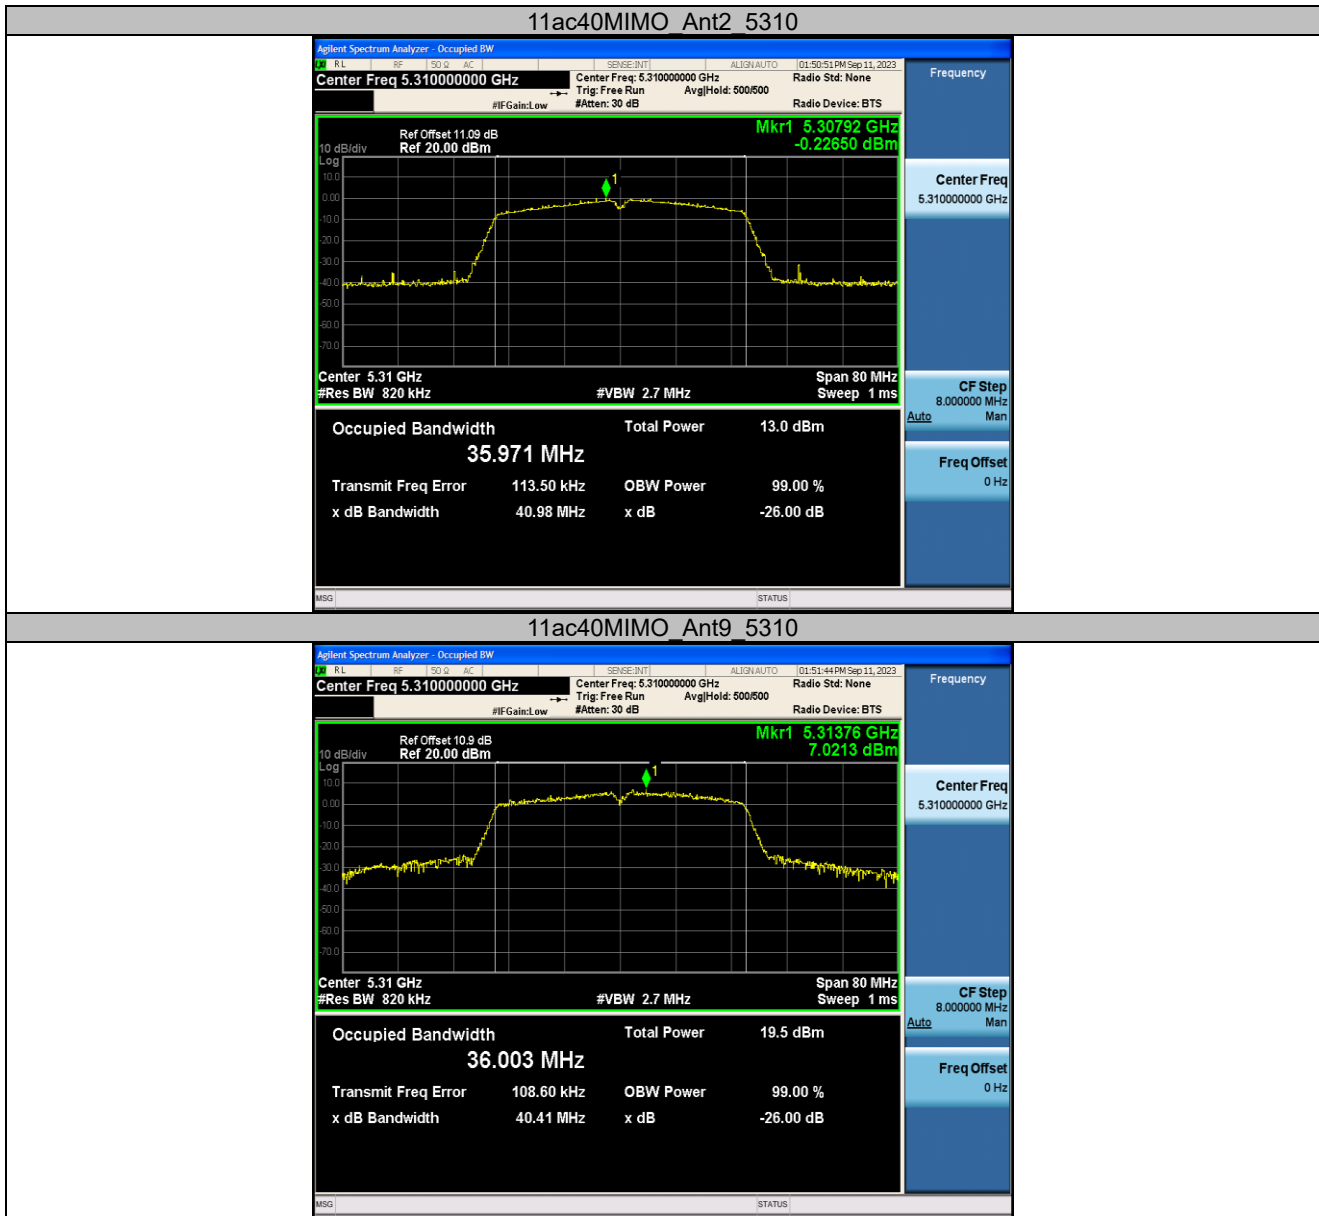 11ac40MIMO_Ant2_5310
Agilent Spectrum Analyzer - Occupied BW
RL RF 50 Ω AC SENSE:INT ALIGN AUTO 01:50:51 PM Sep 11, 2023
Center Freq 5.310000000 GHz
Center Freq: 5.310000000 GHz
Radio Std: None
Trig: Free Run Avg|Hold: 500/500
#IFGain:Low
#Atten: 30 dB
Radio Device: BTS
Frequency
Mkr1 5.30792 GHz
-0.22650 dBm
Ref Offset 11.09 dB
10 dB/div Ref 20.00 dBm
Log
10.0
0.00
-10.0
-20.0
-30.0
-40.0
-50.0
-60.0
-70.0
1
Center 5.31 GHz
Span 80 MHz
#Res BW 820 kHz
#VBW 2.7 MHz
Sweep 1 ms
Center Freq
5.310000000 GHz
CF Step
8.000000 MHz
Auto Man
Freq Offset
0 Hz
Occupied Bandwidth
35.971 MHz
Total Power 13.0 dBm
Transmit Freq Error 113.50 kHz OBW Power 99.00 %
x dB Bandwidth 40.98 MHz x dB -26.00 dB
MSG STATUS
11ac40MIMO_Ant9_5310
Agilent Spectrum Analyzer - Occupied BW
RL RF 50 Ω AC SENSE:INT ALIGN AUTO 01:51:44 PM Sep 11, 2023
Center Freq 5.310000000 GHz
Center Freq: 5.310000000 GHz
Radio Std: None
Trig: Free Run Avg|Hold: 500/500
#IFGain:Low
#Atten: 30 dB
Radio Device: BTS
Frequency
Mkr1 5.31376 GHz
7.0213 dBm
Ref Offset 10.9 dB
10 dB/div Ref 20.00 dBm
Log
10.0
0.00
-10.0
-20.0
-30.0
-40.0
-50.0
-60.0
-70.0
1
Center 5.31 GHz
Span 80 MHz
#Res BW 820 kHz
#VBW 2.7 MHz
Sweep 1 ms
Center Freq
5.310000000 GHz
CF Step
8.000000 MHz
Auto Man
Freq Offset
0 Hz
Occupied Bandwidth
36.003 MHz
Total Power 19.5 dBm
Transmit Freq Error 108.60 kHz OBW Power 99.00 %
x dB Bandwidth 40.41 MHz x dB -26.00 dB
MSG STATUS